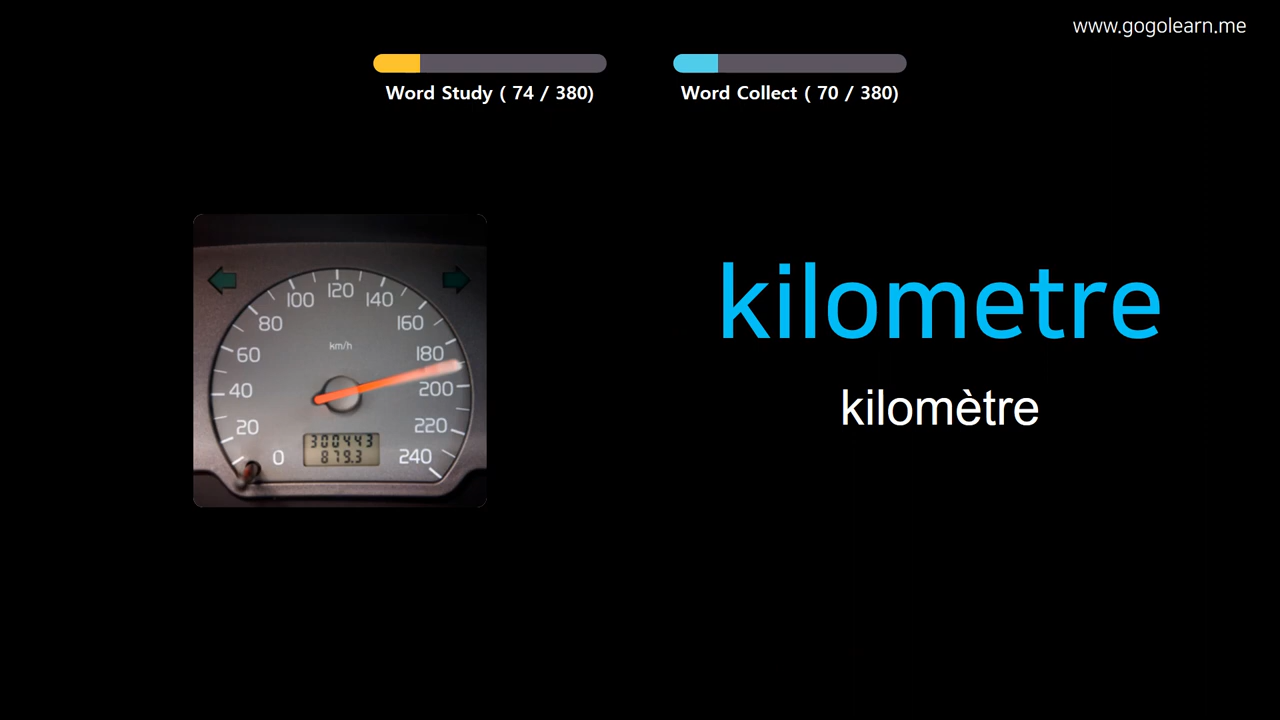 www.gogolearn.me
Word Study ( 74 / 380)
Word Collect ( 70 / 380)
kilometre
kilomètre
120
100
140
80
160
km/h
60
180
40
200
20
220
300443
0
879.3
240